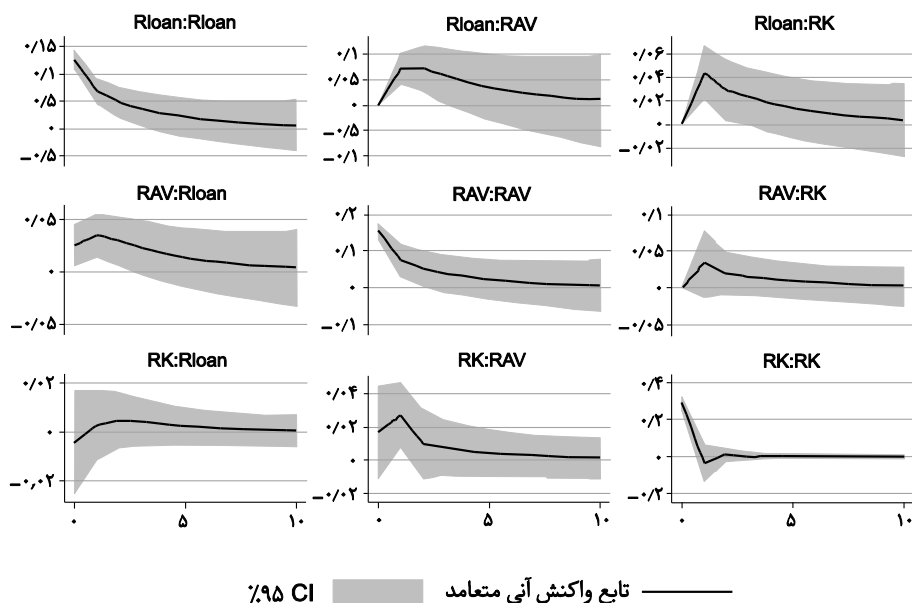 Rloan:Rloan
۰/۱۵
۰/۱
۰/۵
۰
−۰/۵
Rloan:RAV
۰/۱
۰/۰۵
۰
−۰/۵
−۰/۱
Rloan:RK
۰/۰۶
۰/۰۴
۰/۰۲
۰
−۰/۰۲
RAV:Rloan
۰/۰۵
۰
−۰/۰۵
RAV:RAV
۰/۲
۰/۱
۰
−۰/۱
RAV:RK
۰/۱
۰/۰۵
۰
−۰/۰۵
RK:Rloan
۰/۰۲
۰
−۰,۰۲
۰ ۵ ۱۰
RK:RAV
۰/۰۴
۰/۰۲
۰
−۰/۰۲
۰ ۵ ۱۰
RK:RK
۰/۴
۰/۲
۰
−۰/۲
۰ ۵ ۱۰
تابع واکنش آنی متعامد
٪۹۵ CI